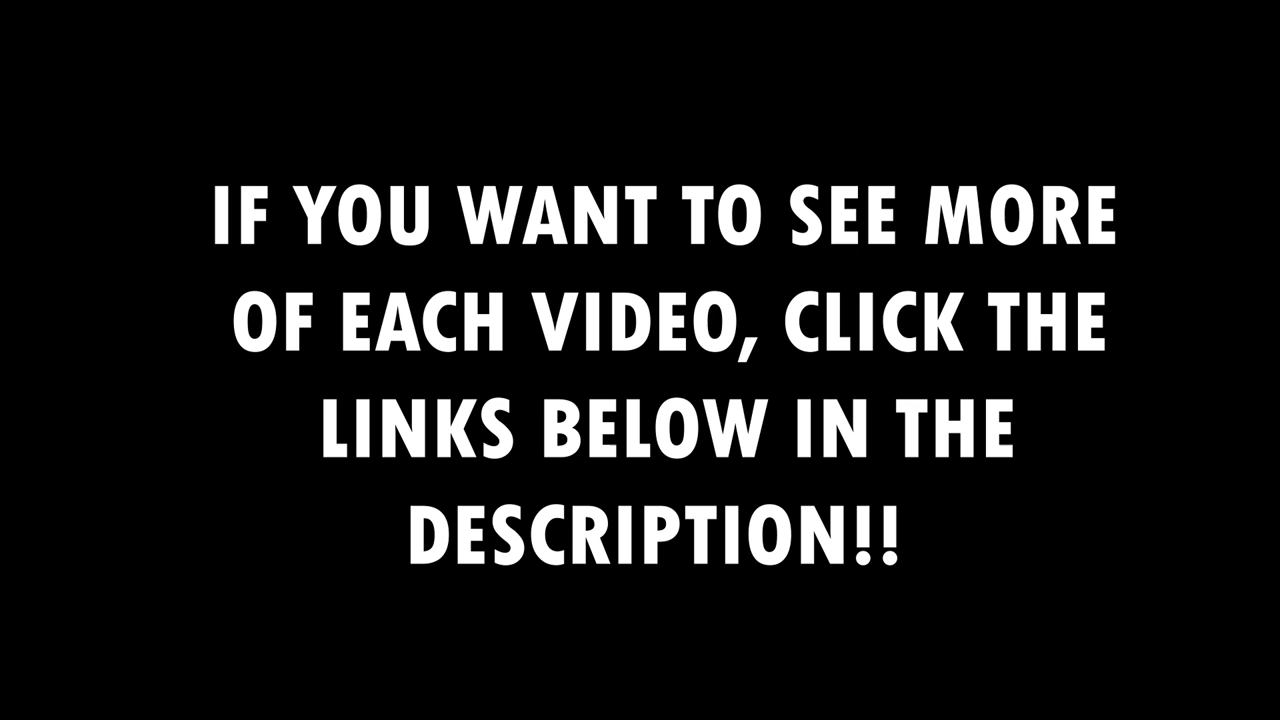 IF YOU WANT TO SEE MORE
OF EACH VIDEO, CLICK THE
LINKS BELOW IN THE
DESCRIPTION!!